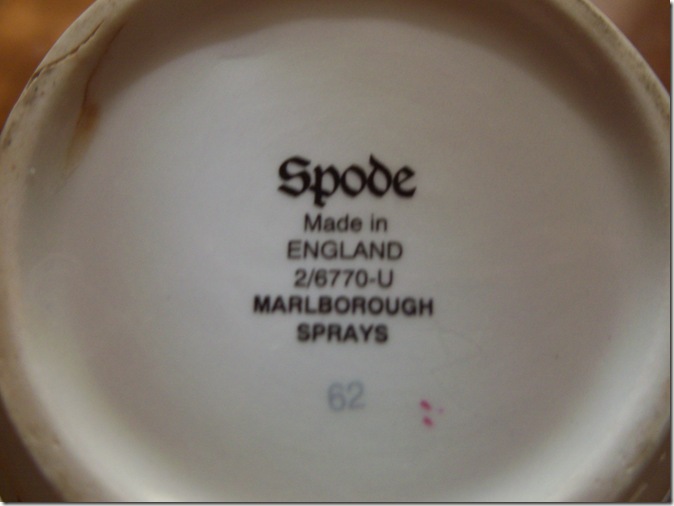 Spode
Made in
ENGLAND
2/6770-U
MARLBOROUGH
SPRAYS
62